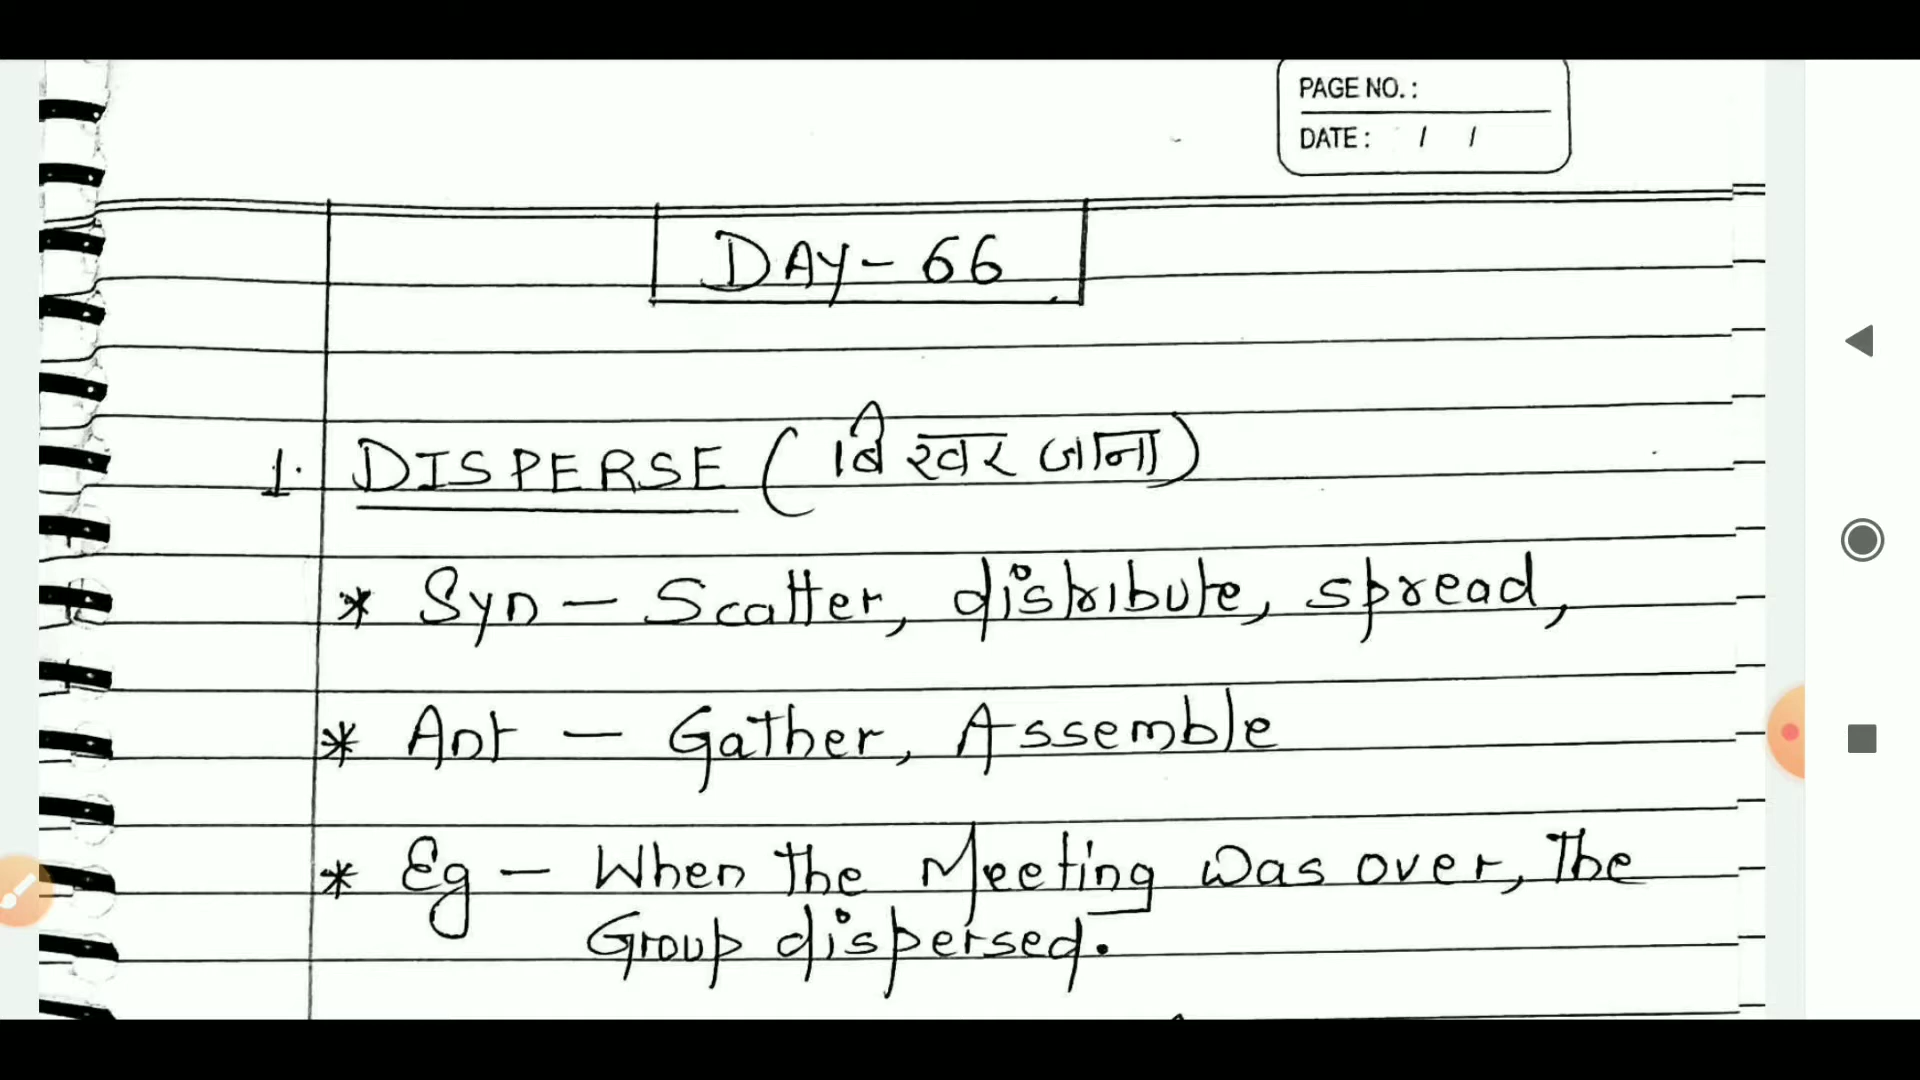 PAGE NO. :
DATE : / /
DAY - 66
1. DISPERSE (बिखर जाना)
* Syn - Scatter, distribute, spread,
* Ant - Gather, Assemble
* Eg - When the Meeting was over, The
Group dispersed.